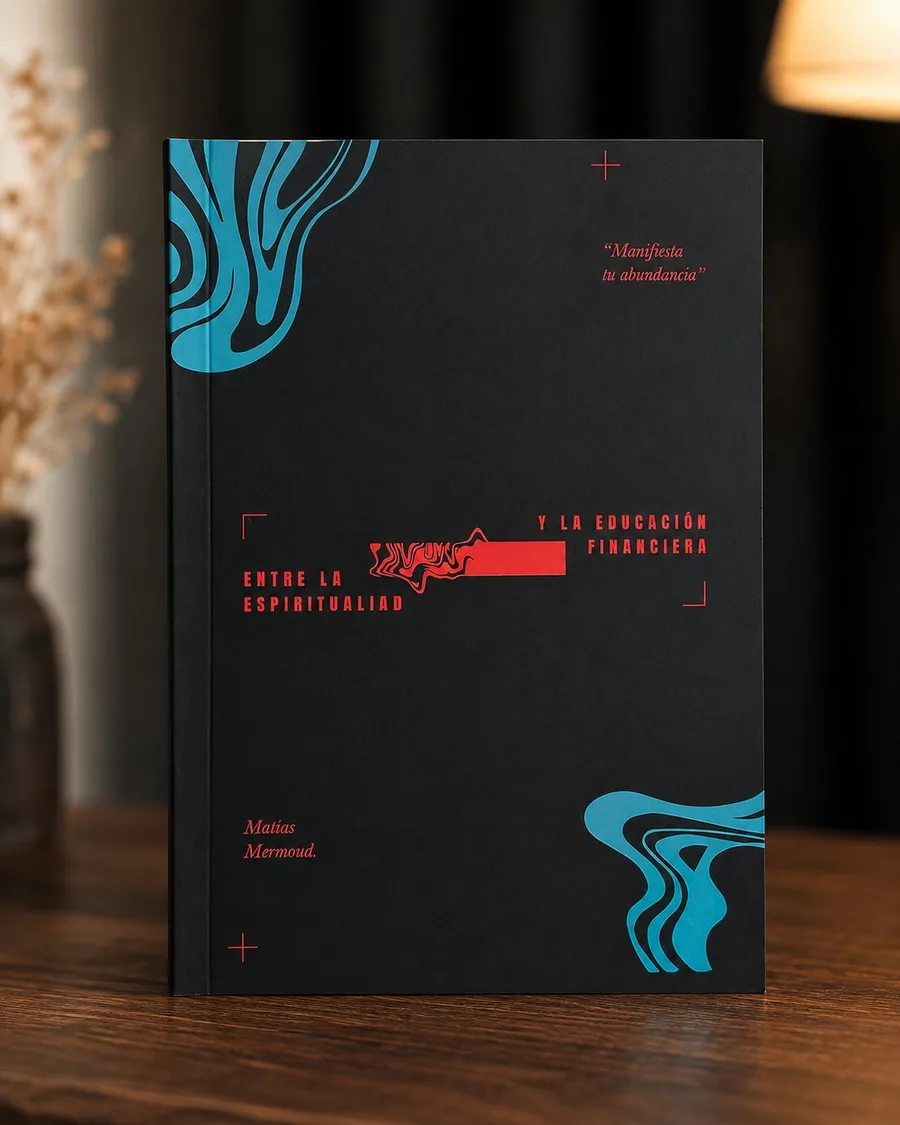 “Manifiesta
tu abundancia”
ENTRE LA
ESPIRITUALIAD
Y LA EDUCACIÓN
FINANCIERA
Matías
Mermoud.